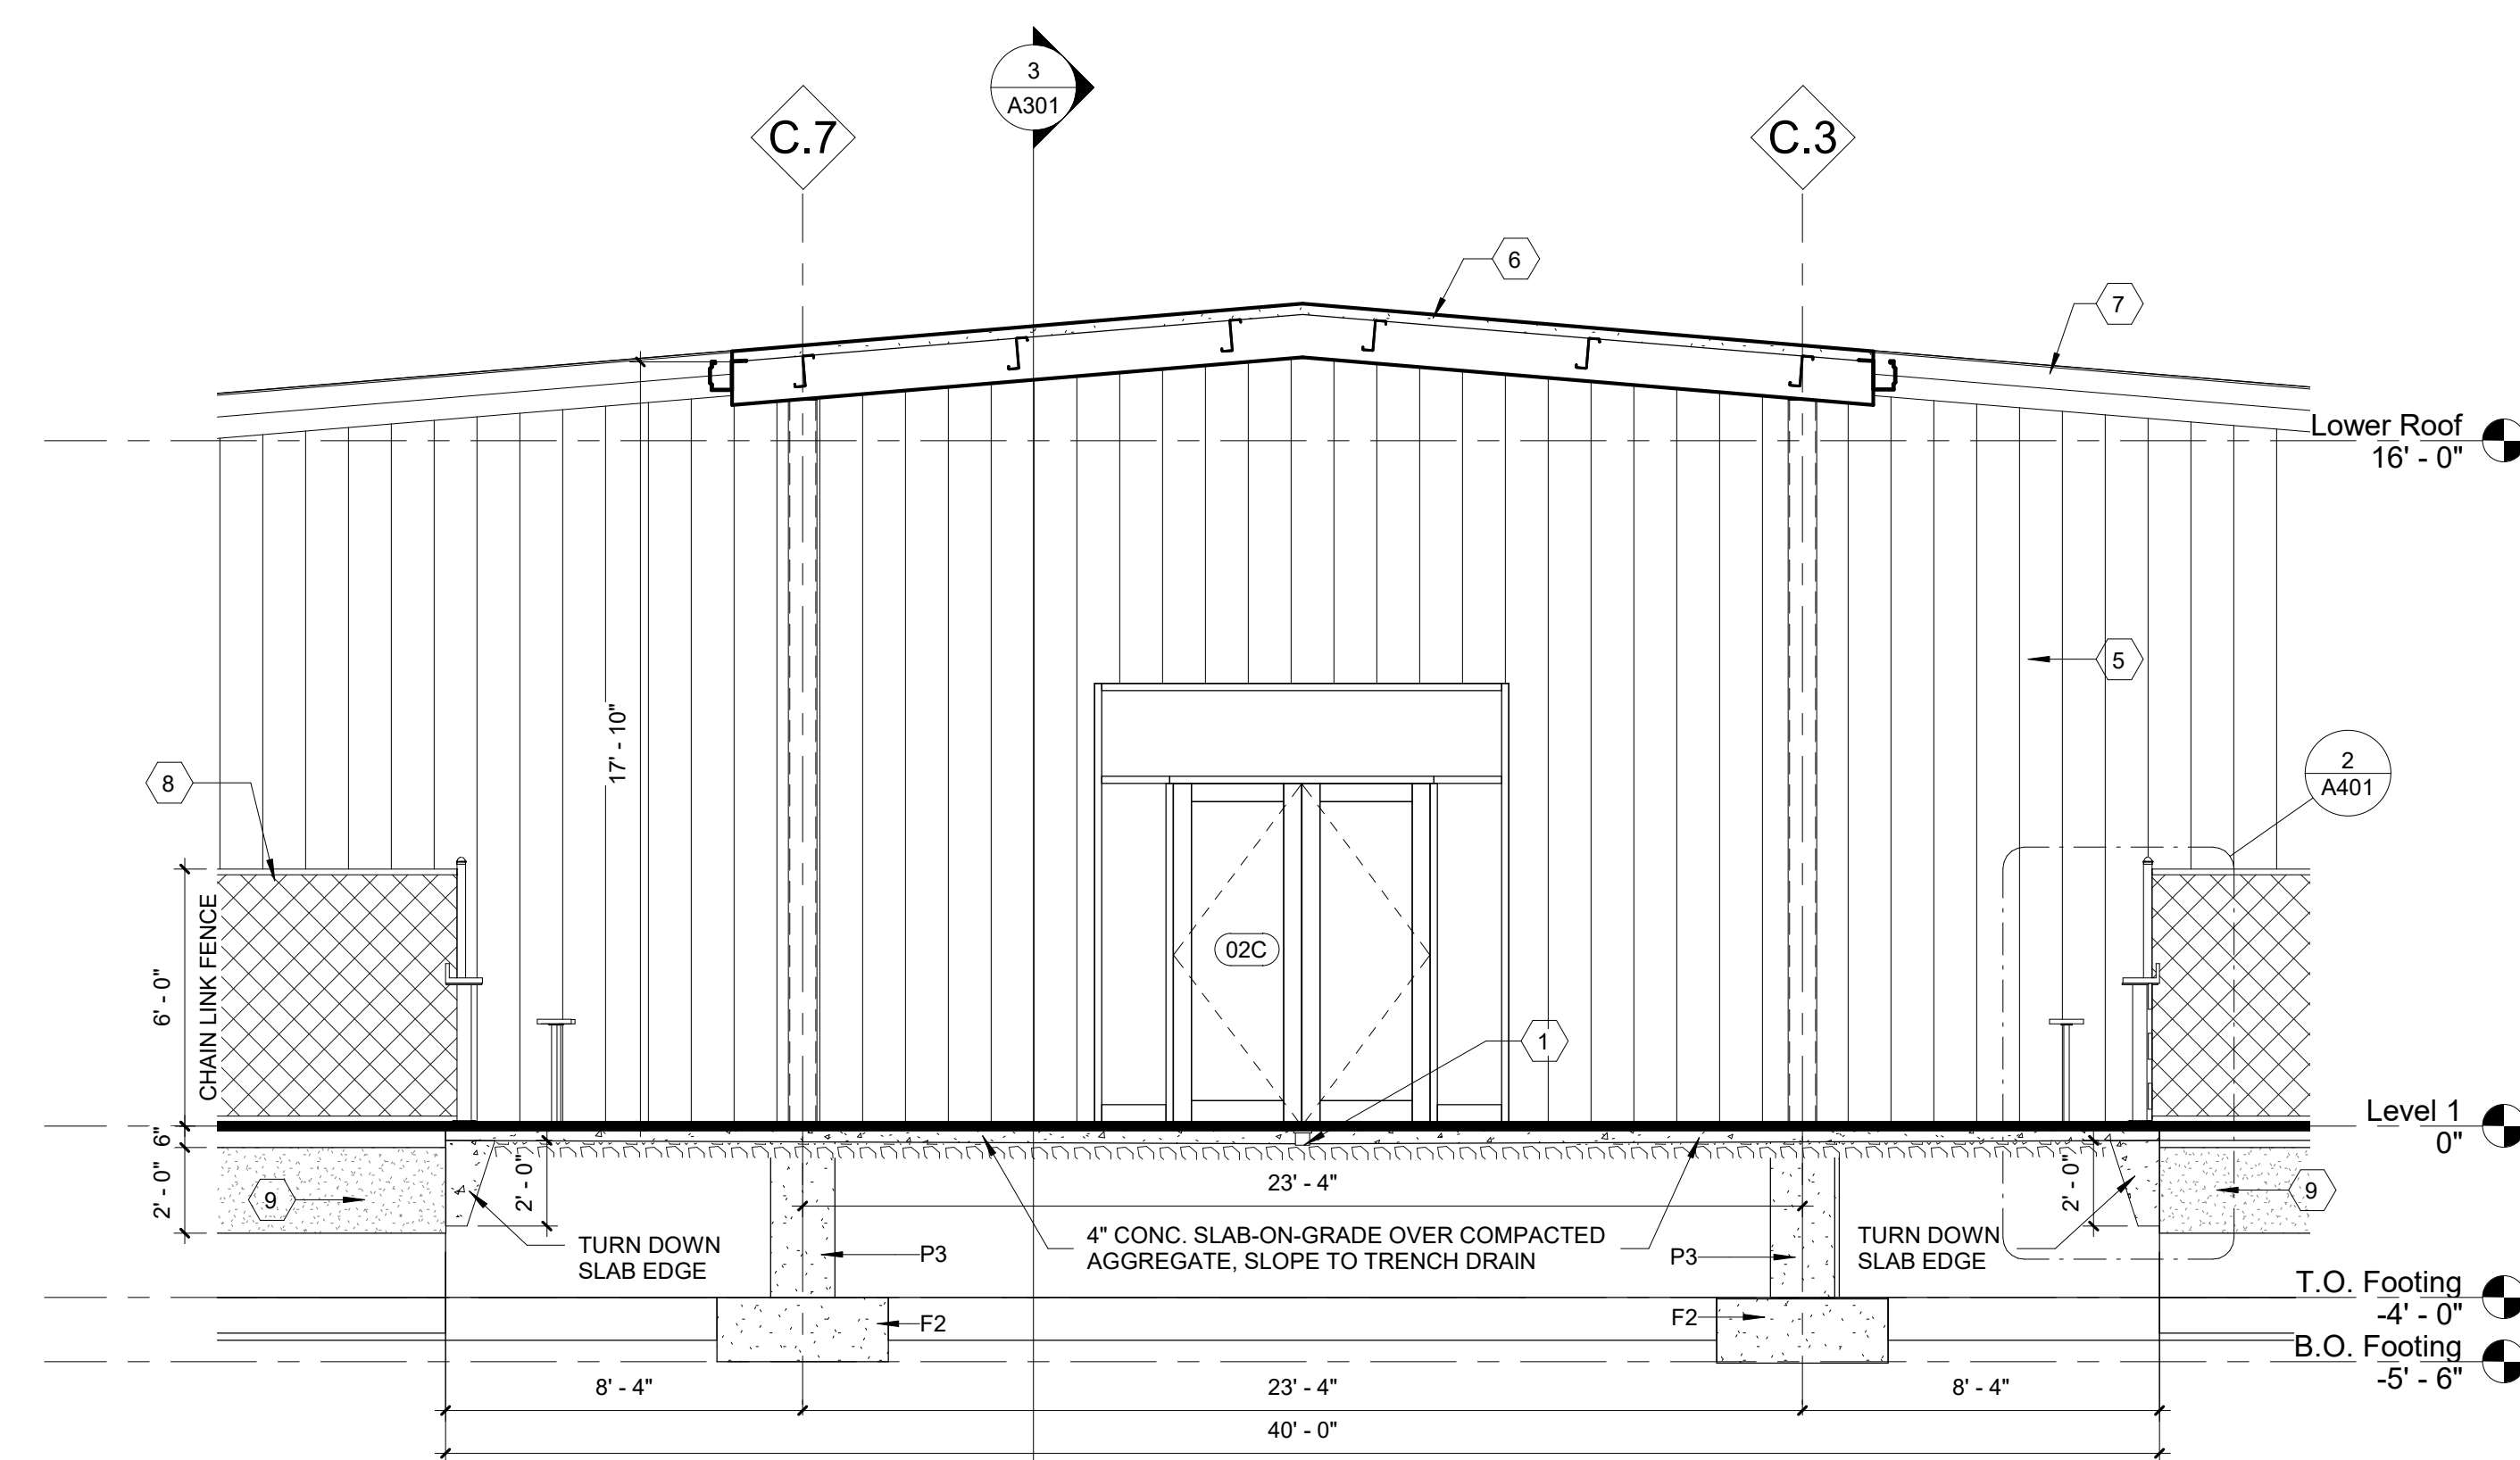 3
A301
C.7
C.3
6
7
Lower Roof
16' - 0"
5
17' - 10"
2
A401
8
CHAIN LINK FENCE
6' - 0"
02C
1
Level 1
0"
6"
2' - 0"
9
2' - 0"
23' - 4"
2' - 0"
9
TURN DOWN
SLAB EDGE
P3
4" CONC. SLAB-ON-GRADE OVER COMPACTED
AGGREGATE, SLOPE TO TRENCH DRAIN
P3
TURN DOWN
SLAB EDGE
T.O. Footing
-4' - 0"
F2
F2
B.O. Footing
-5' - 6"
8' - 4"
23' - 4"
8' - 4"
40' - 0"